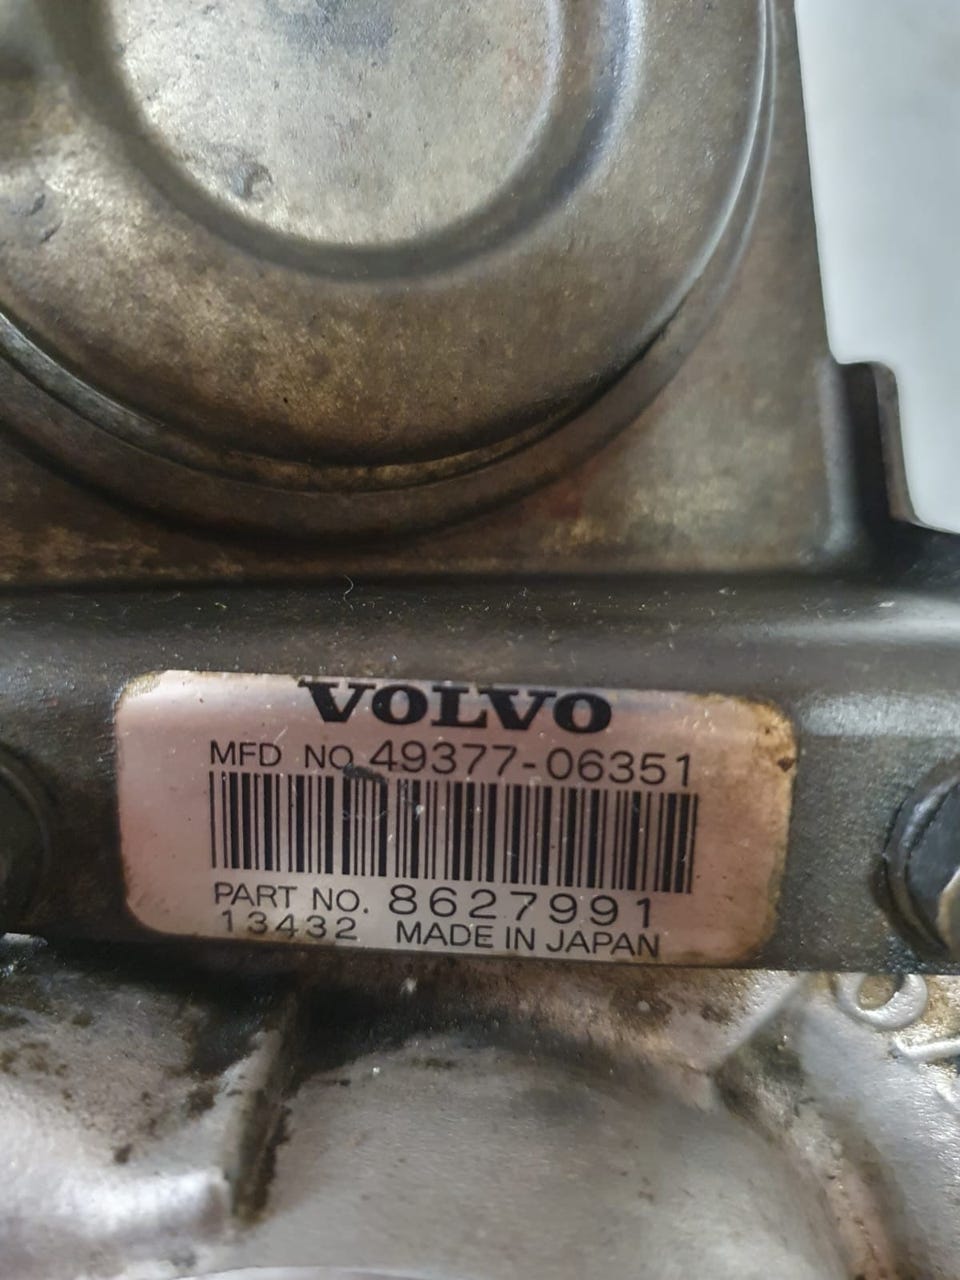 VOLVO
MFD NO. 49377-06351
PART NO. 8627991
13432 MADE IN JAPAN